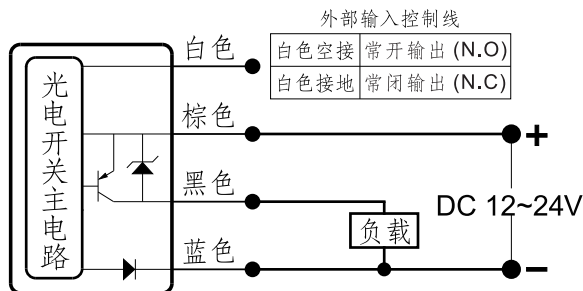 外部输入控制线
白色空接 常开输出 (N.O)
白色接地 常闭输出 (N.C)
白色
棕色
黑色
蓝色
光电开关主电路
负载
+
DC 12~24V
−